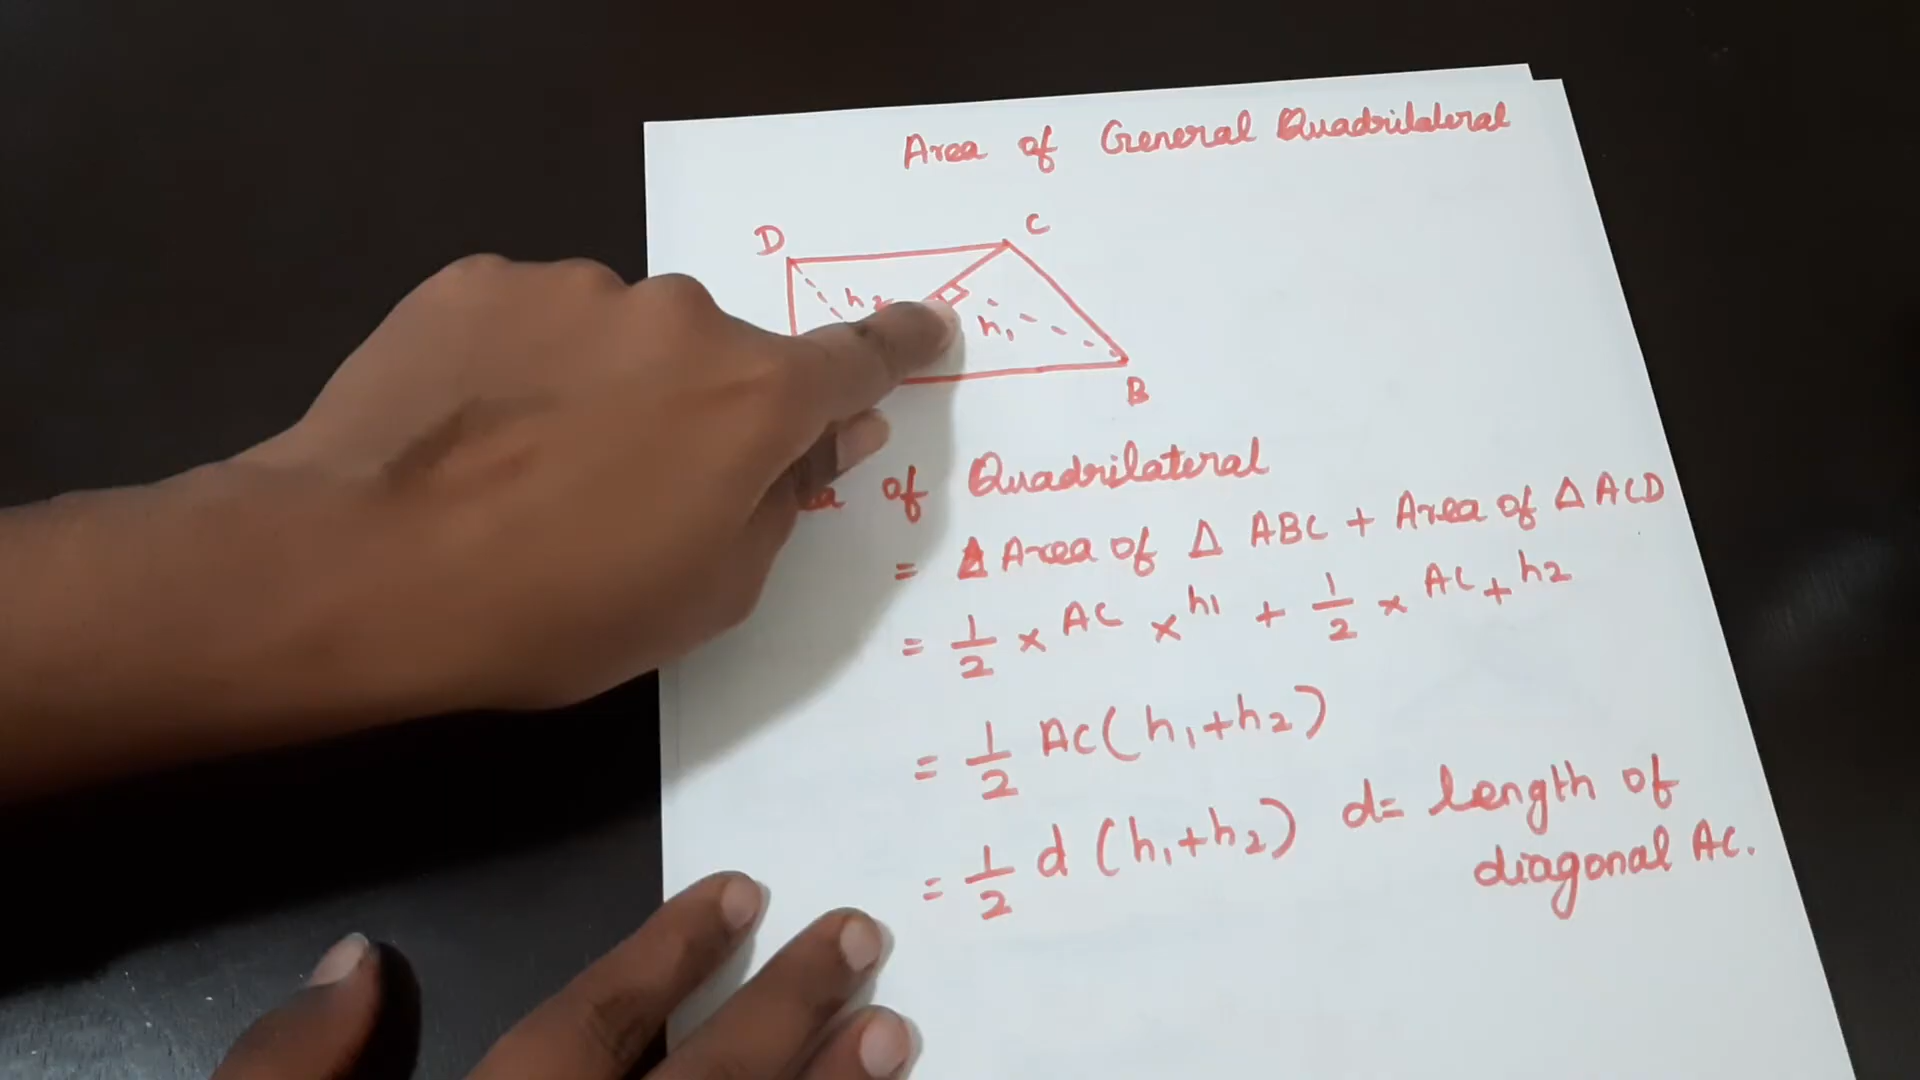 Area of General Quadrilateral
D
C
h2
h1
B
of Quadrilateral
= Area of Δ ABC + Area of Δ ACD
= 1/2 × AC × h1 + 1/2 × AC + h2
= 1/2 AC (h1+h2)
= 1/2 d (h1+h2) d= length of
diagonal AC.